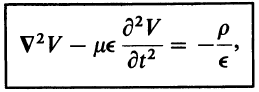 ∇²V − μϵ ∂²V/∂t² = −ρ/ϵ,